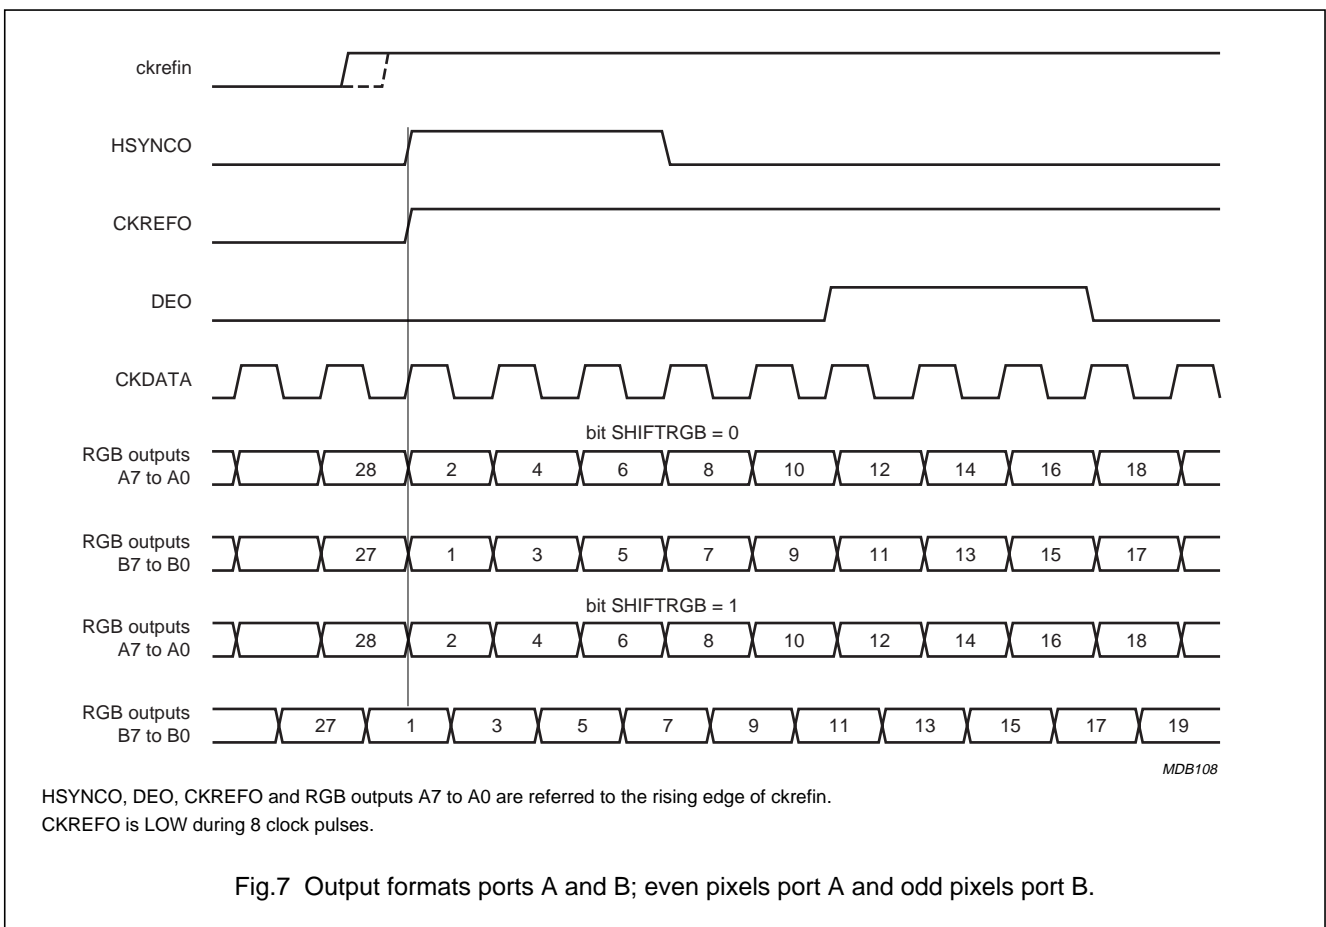 ckrefin
HSYNCO
CKREFO
DEO
CKDATA
bit SHIFTRGB = 0
RGB outputs
A7 to A0
28 2 4 6 8 10 12 14 16 18
RGB outputs
B7 to B0
27 1 3 5 7 9 11 13 15 17
bit SHIFTRGB = 1
RGB outputs
A7 to A0
28 2 4 6 8 10 12 14 16 18
RGB outputs
B7 to B0
27 1 3 5 7 9 11 13 15 17 19
MDB108
HSYNCO, DEO, CKREFO and RGB outputs A7 to A0 are referred to the rising edge of ckrefin.
CKREFO is LOW during 8 clock pulses.
Fig.7 Output formats ports A and B; even pixels port A and odd pixels port B.